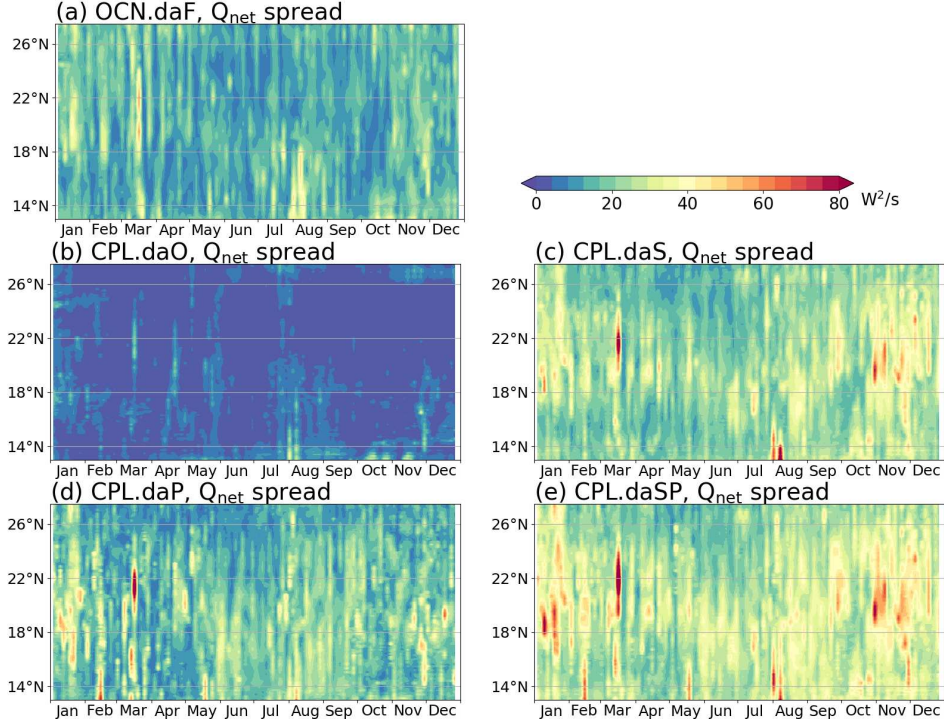 (a) OCN.daF, Qnet spread
26°N
22°N
18°N
14°N
Jan Feb Mar Apr May Jun Jul Aug Sep Oct Nov Dec
0 20 40 60 80 W²/s
(b) CPL.daO, Qnet spread
26°N
22°N
18°N
14°N
Jan Feb Mar Apr May Jun Jul Aug Sep Oct Nov Dec
(c) CPL.daS, Qnet spread
26°N
22°N
18°N
14°N
Jan Feb Mar Apr May Jun Jul Aug Sep Oct Nov Dec
(d) CPL.daP, Qnet spread
26°N
22°N
18°N
14°N
Jan Feb Mar Apr May Jun Jul Aug Sep Oct Nov Dec
(e) CPL.daSP, Qnet spread
26°N
22°N
18°N
14°N
Jan Feb Mar Apr May Jun Jul Aug Sep Oct Nov Dec